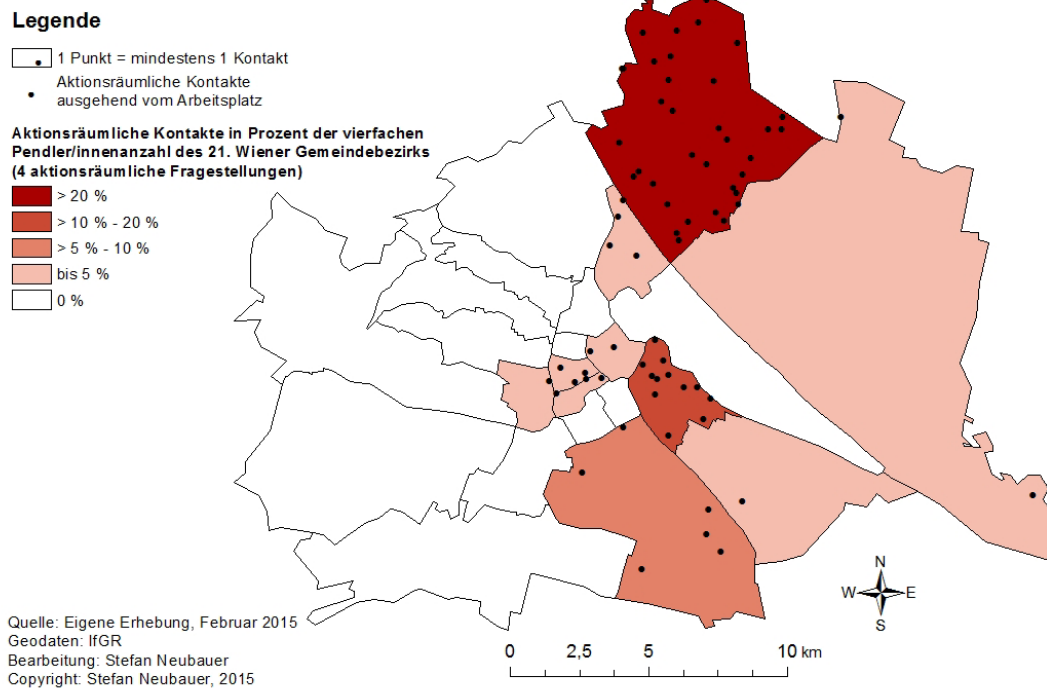 Legende
1 Punkt = mindestens 1 Kontakt
Aktionsräumliche Kontakte
ausgehend vom Arbeitsplatz
Aktionsräumliche Kontakte in Prozent der vierfachen
Pendler/innenanzahl des 21. Wiener Gemeindebezirks
(4 aktionsräumliche Fragestellungen)
> 20 %
> 10 % - 20 %
> 5 % - 10 %
bis 5 %
0 %
N
W E
S
Quelle: Eigene Erhebung, Februar 2015
Geodaten: IfGR
Bearbeitung: Stefan Neubauer
Copyright: Stefan Neubauer, 2015
0 2,5 5 10 km